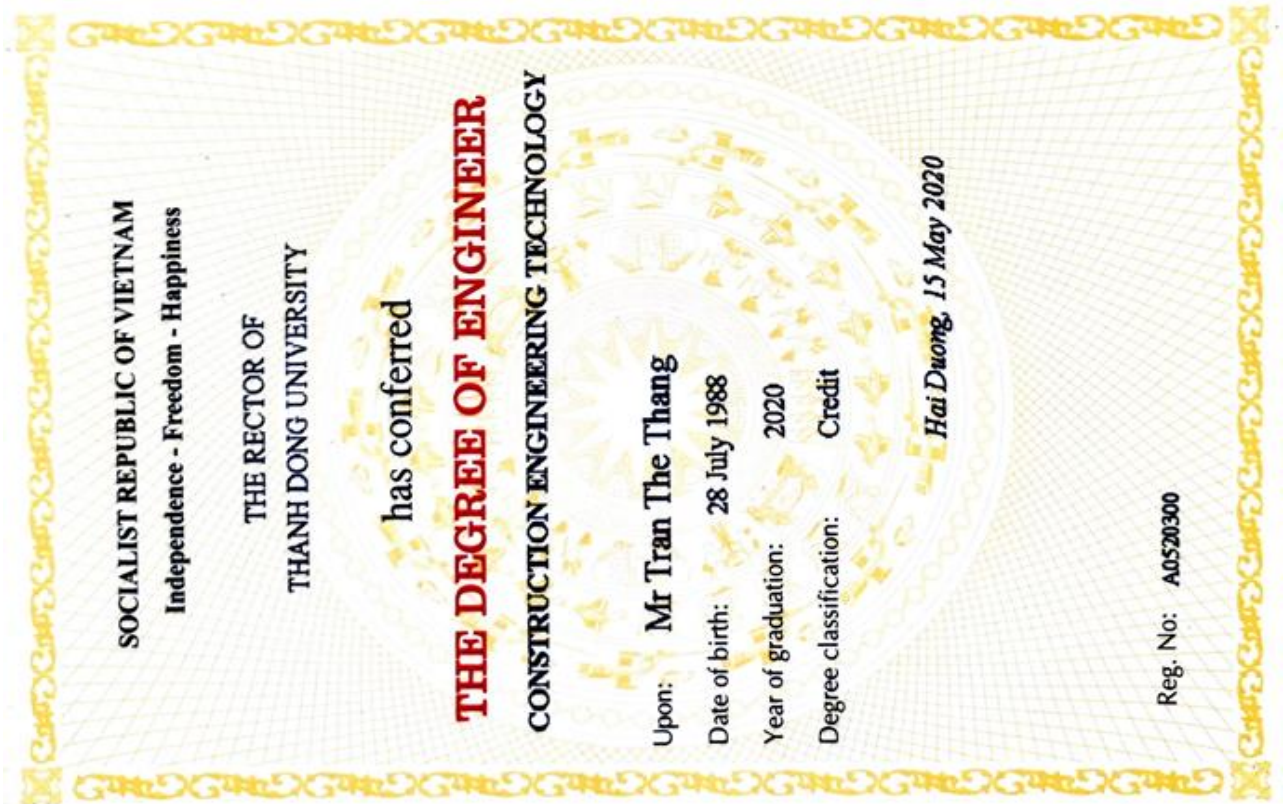 SOCIALIST REPUBLIC OF VIETNAM
Independence - Freedom - Happiness
THE RECTOR OF
THANH DONG UNIVERSITY
has conferred
THE DEGREE OF ENGINEER
CONSTRUCTION ENGINEERING TECHNOLOGY
Upon: Mr Tran The Thang
Date of birth: 28 July 1988
Year of graduation: 2020
Degree classification: Credit
Hai Duong, 15 May 2020
Reg. No: A0520300